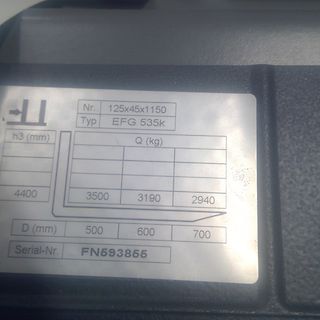 Nr. 125x45x1150
Typ EFG 535k
h3 (mm) Q (kg)
4400 3500 3190 2940
D (mm) 500 600 700
Serial-Nr. FN593855